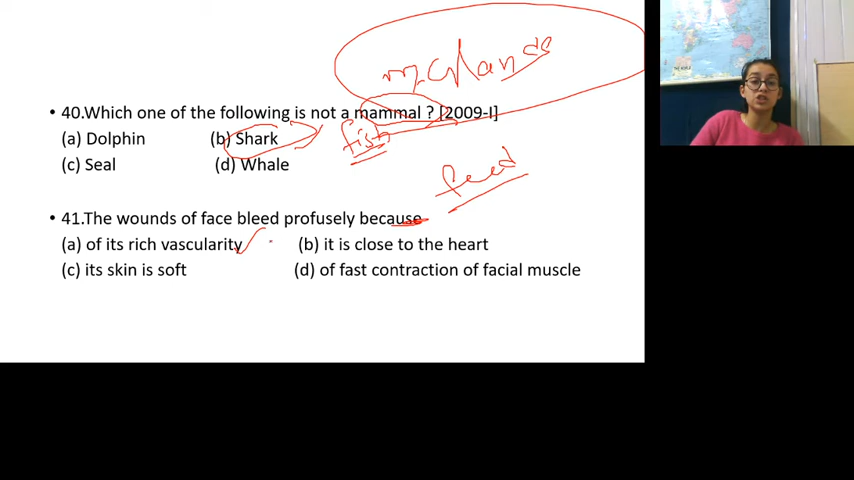 m. Glands
• 40.Which one of the following is not a mammal ? [2009-I]
(a) Dolphin (b) Shark
fish
(c) Seal (d) Whale
feed
• 41.The wounds of face bleed profusely because
(a) of its rich vascularity (b) it is close to the heart
(c) its skin is soft (d) of fast contraction of facial muscle